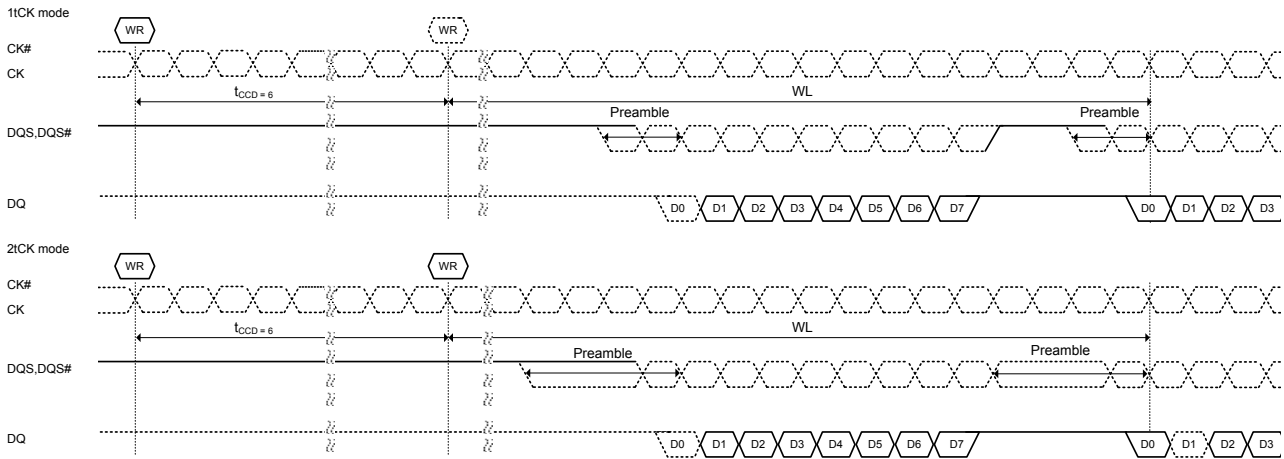 1tCK mode
WR WR
CK#
CK
tCCD = 6 WL
Preamble Preamble
DQS,DQS#
DQ D0 D1 D2 D3 D4 D5 D6 D7 D0 D1 D2 D3
2tCK mode
WR WR
CK#
CK
tCCD = 6 WL
Preamble Preamble
DQS,DQS#
DQ D0 D1 D2 D3 D4 D5 D6 D7 D0 D1 D2 D3